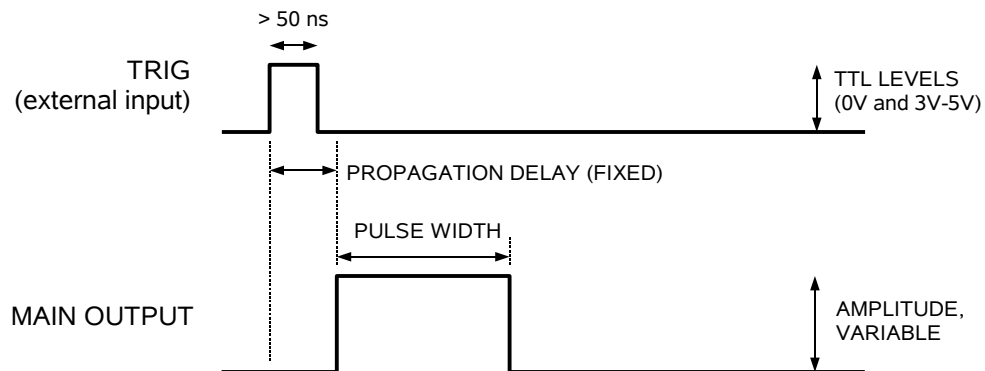 > 50 ns
TRIG
(external input)
TTL LEVELS
(0V and 3V-5V)
PROPAGATION DELAY (FIXED)
PULSE WIDTH
MAIN OUTPUT
AMPLITUDE,
VARIABLE